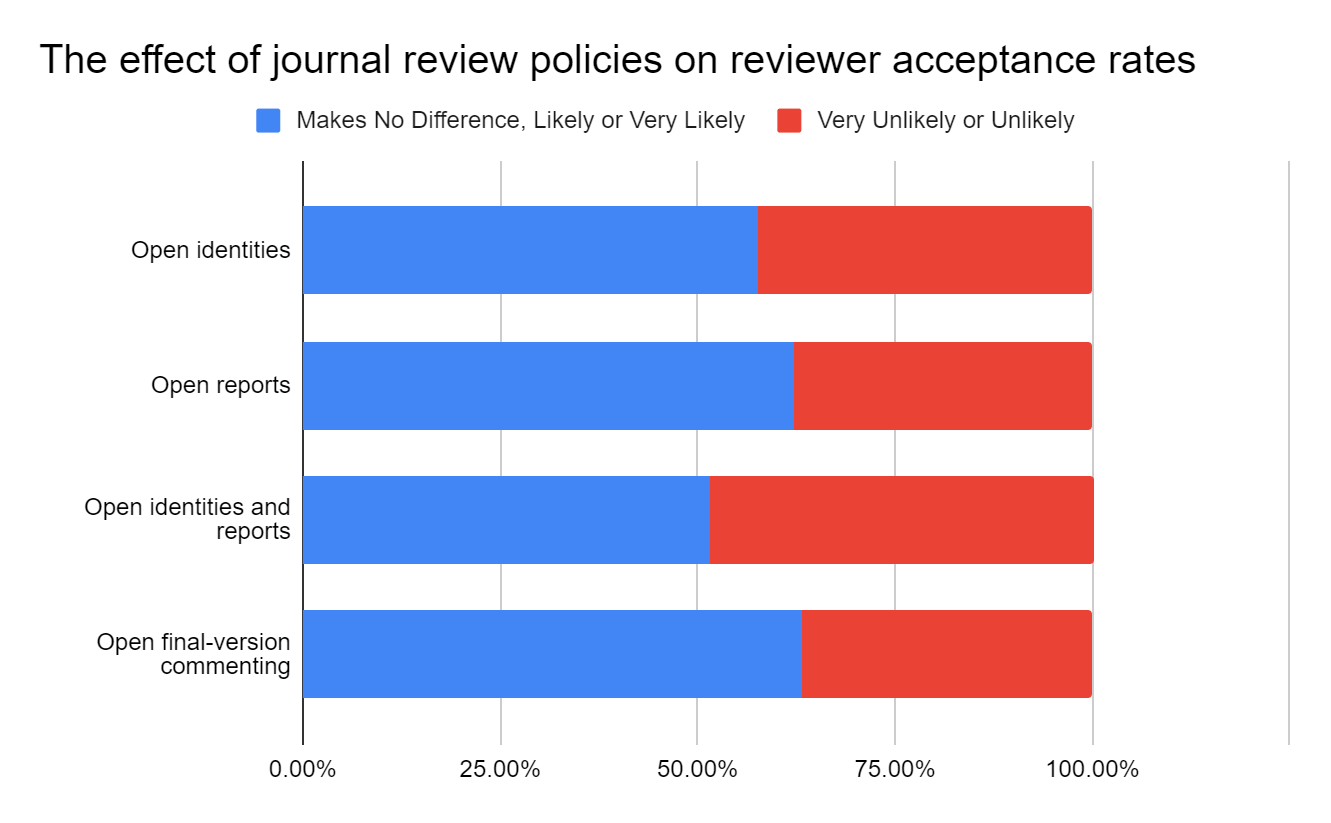 The effect of journal review policies on reviewer acceptance rates
Makes No Difference, Likely or Very Likely
Very Unlikely or Unlikely
Open identities
Open reports
Open identities and
reports
Open final-version
commenting
0.00%
25.00%
50.00%
75.00%
100.00%